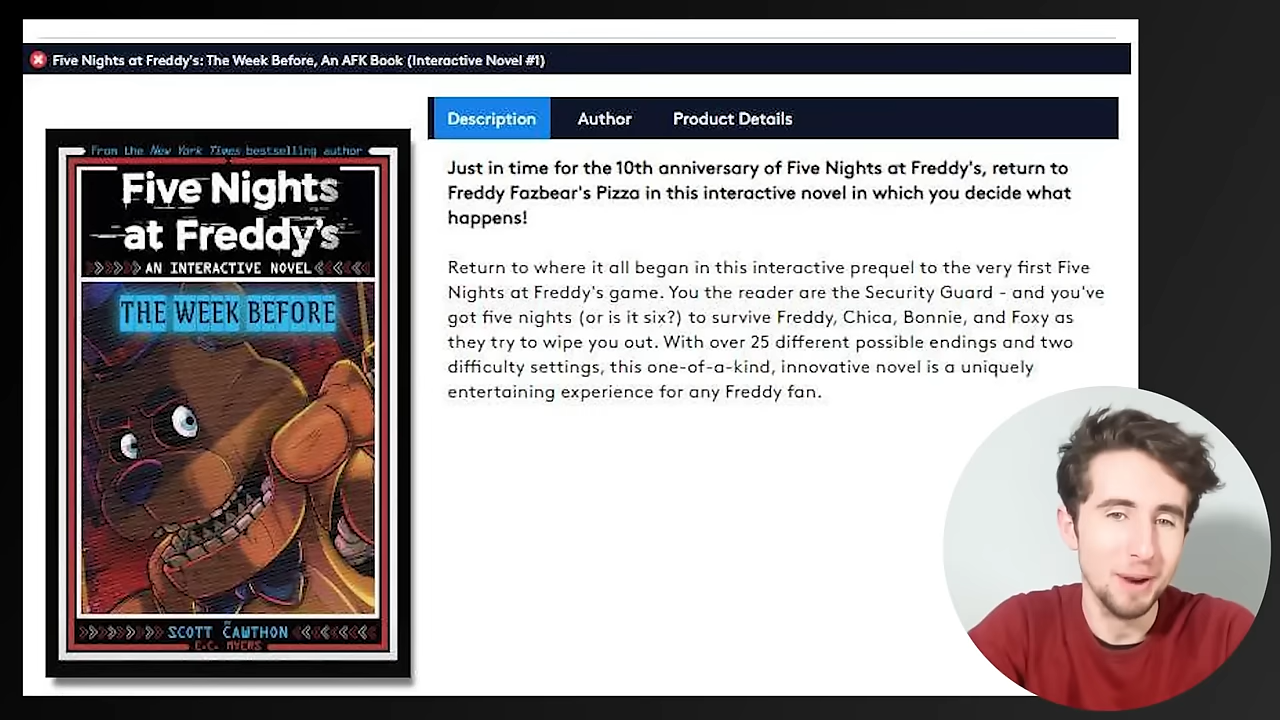 Five Nights at Freddy's: The Week Before, An AFK Book (Interactive Novel #1)
Description Author Product Details
From the New York Times bestselling author
Five Nights
at Freddy's
AN INTERACTIVE NOVEL
THE WEEK BEFORE
BY
SCOTT CAWTHON
E.C. MYERS
Just in time for the 10th anniversary of Five Nights at Freddy's, return to
Freddy Fazbear's Pizza in this interactive novel in which you decide what
happens!
Return to where it all began in this interactive prequel to the very first Five
Nights at Freddy's game. You the reader are the Security Guard - and you've
got five nights (or is it six?) to survive Freddy, Chica, Bonnie, and Foxy as
they try to wipe you out. With over 25 different possible endings and two
difficulty settings, this one-of-a-kind, innovative novel is a uniquely
entertaining experience for any Freddy fan.